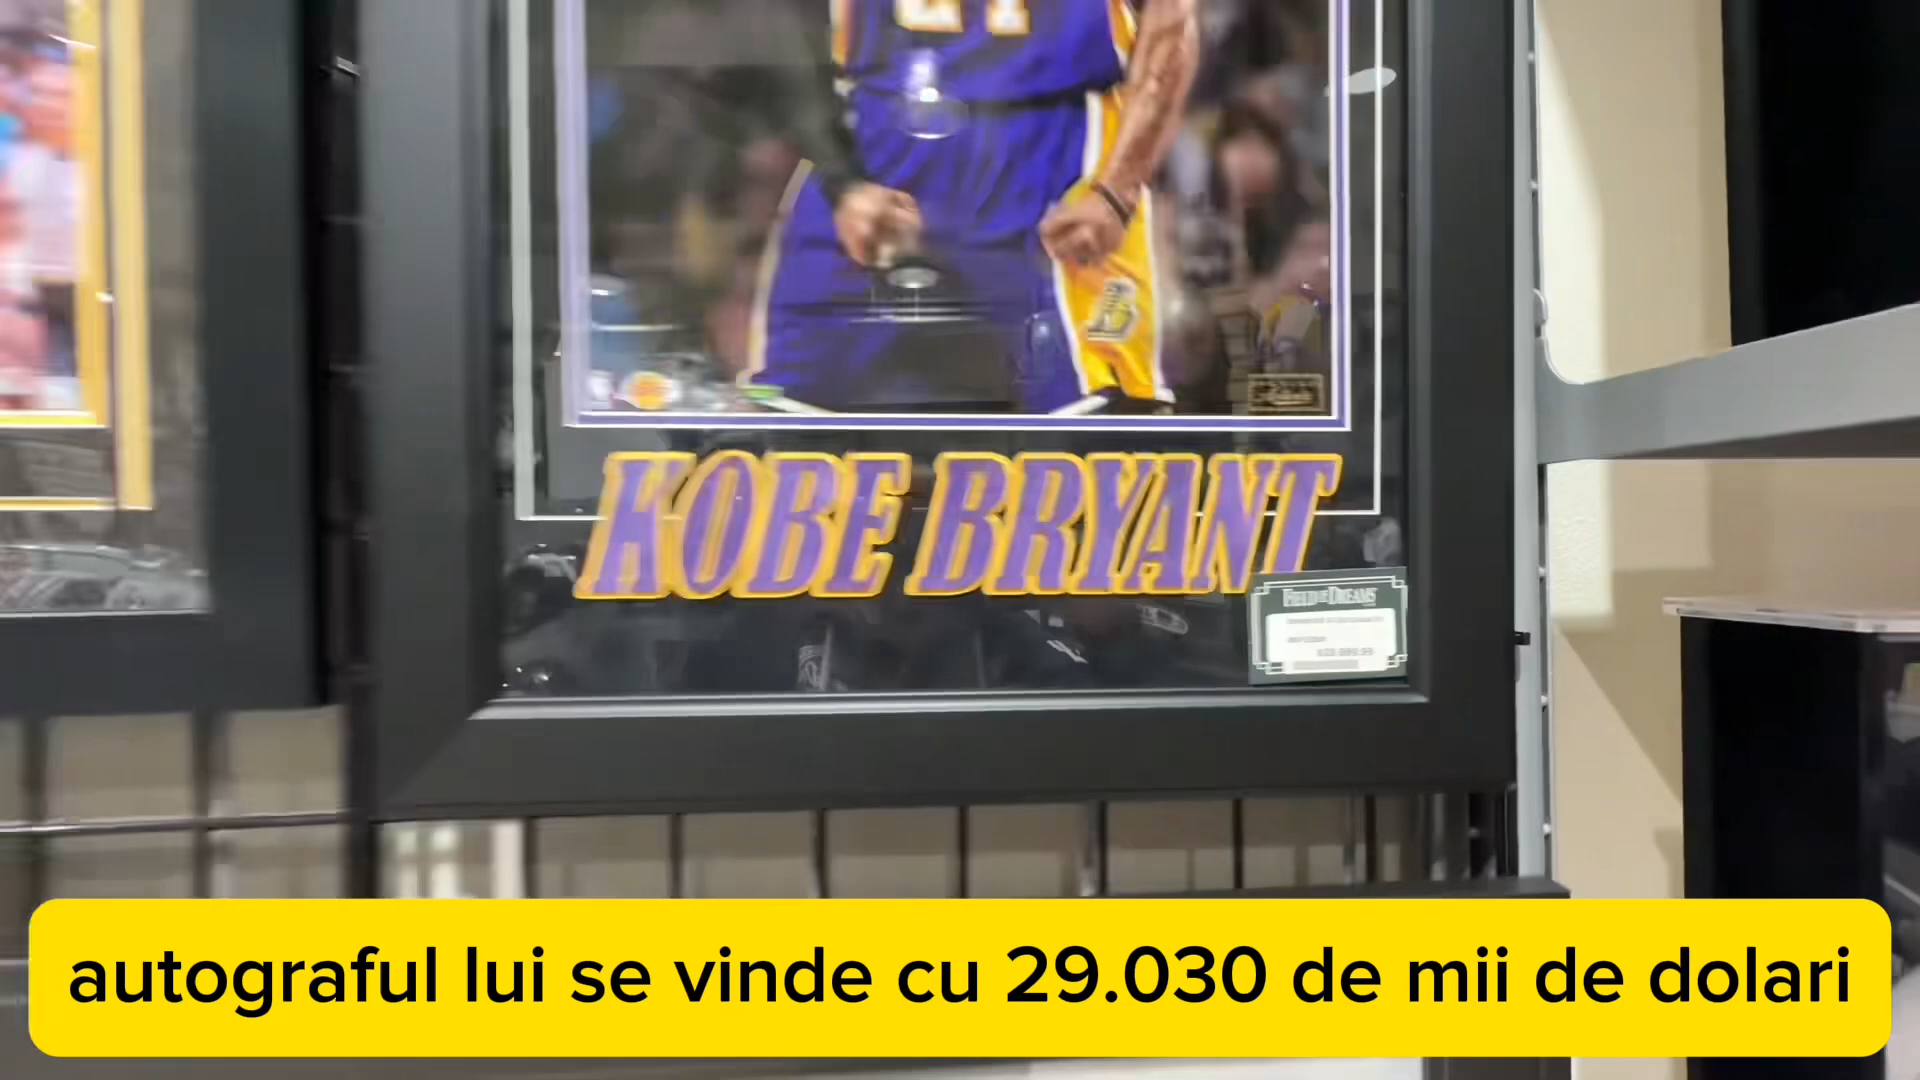 KOBE BRYANT
FIELD OF DREAMS
autograful lui se vinde cu 29.030 de mii de dolari